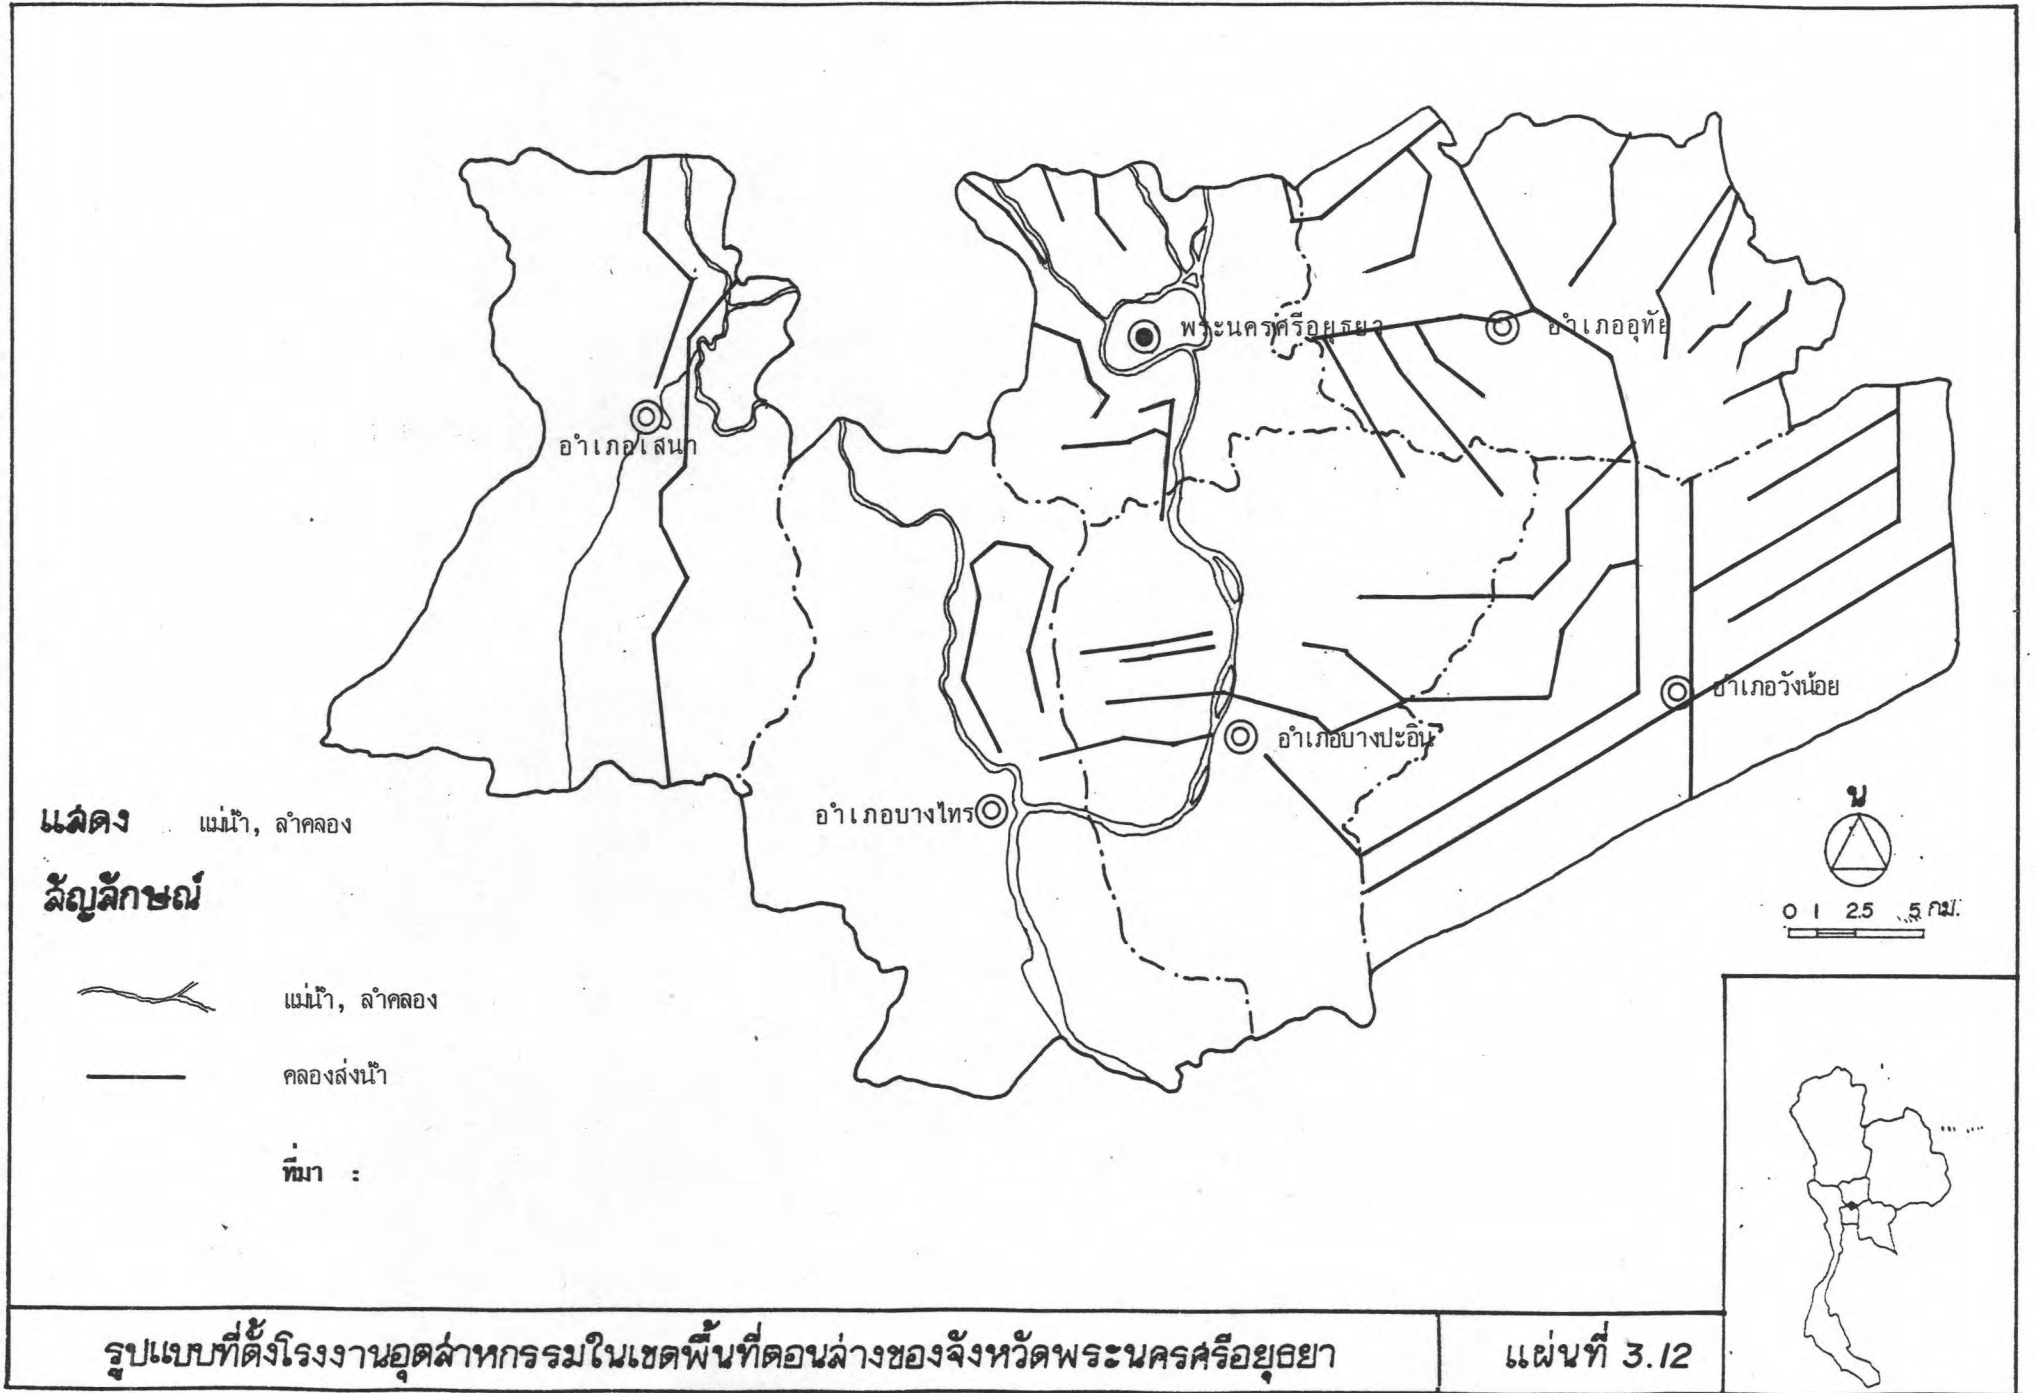 พระนครศรีอยุธยา
อำเภออุทัย
อำเภอเสนา
อำเภอวังน้อย
อำเภอบางปะอิน
อำเภอบางไทร
แสดง แม่น้ำ, ลำคลอง
สัญลักษณ์
แม่น้ำ, ลำคลอง
คลองส่งน้ำ
ที่มา :
น
0 1 2.5 5 กม.
รูปแบบที่ตั้งโรงงานอุตสาหกรรมในเขตพื้นที่ตอนล่างของจังหวัดพระนครศรีอยุธยา
แผ่นที่ 3.12